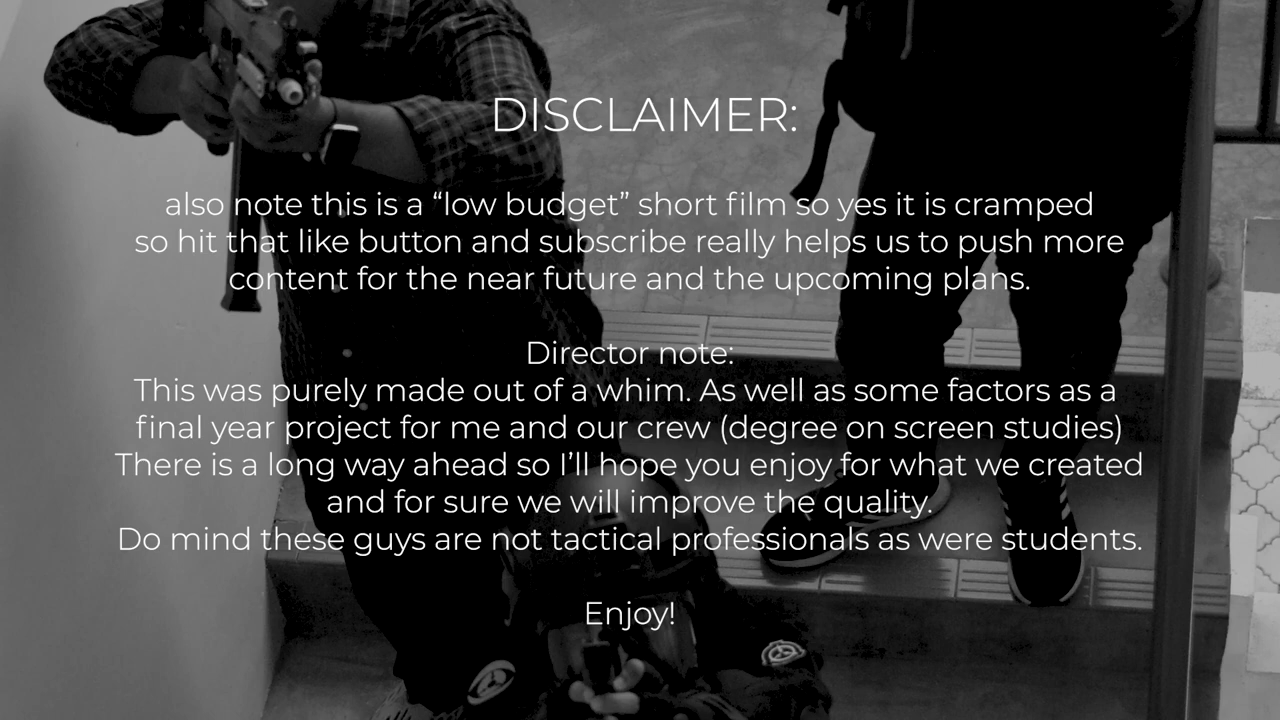 DISCLAIMER:
also note this is a “low budget” short film so yes it is cramped
so hit that like button and subscribe really helps us to push more
content for the near future and the upcoming plans.
Director note:
This was purely made out of a whim. As well as some factors as a
final year project for me and our crew (degree on screen studies)
There is a long way ahead so I’ll hope you enjoy for what we created
and for sure we will improve the quality.
Do mind these guys are not tactical professionals as were students.
Enjoy!